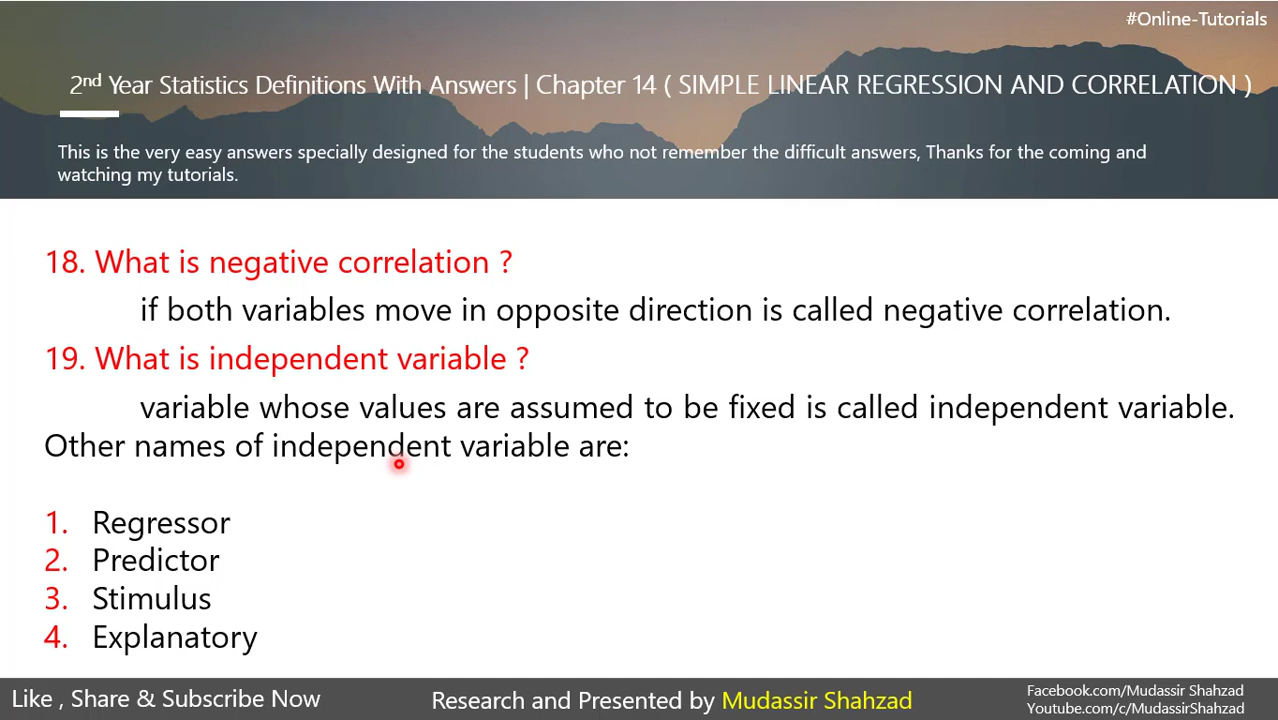 #Online-Tutorials
2nd Year Statistics Definitions With Answers | Chapter 14 ( SIMPLE LINEAR REGRESSION AND CORRELATION )
This is the very easy answers specially designed for the students who not remember the difficult answers, Thanks for the coming and
watching my tutorials.
18. What is negative correlation ?
if both variables move in opposite direction is called negative correlation.
19. What is independent variable ?
variable whose values are assumed to be fixed is called independent variable.
Other names of independent variable are:
1. Regressor
2. Predictor
3. Stimulus
4. Explanatory
Like , Share & Subscribe Now
Research and Presented by Mudassir Shahzad
Facebook.com/Mudassir Shahzad
Youtube.com/c/MudassirShahzad